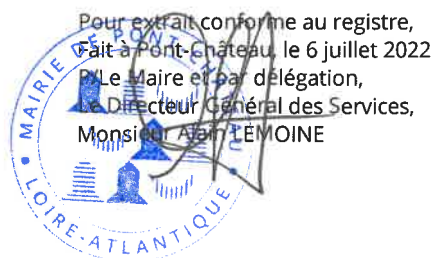 Pour extrait conforme au registre,
Fait à Pont-Château, le 6 juillet 2022
P/Le Maire et par délégation,
Le Directeur Général des Services,
Monsieur Alain LEMOINE
MAIRIE DE PONT-CHÂTEAU
LOIRE-ATLANTIQUE